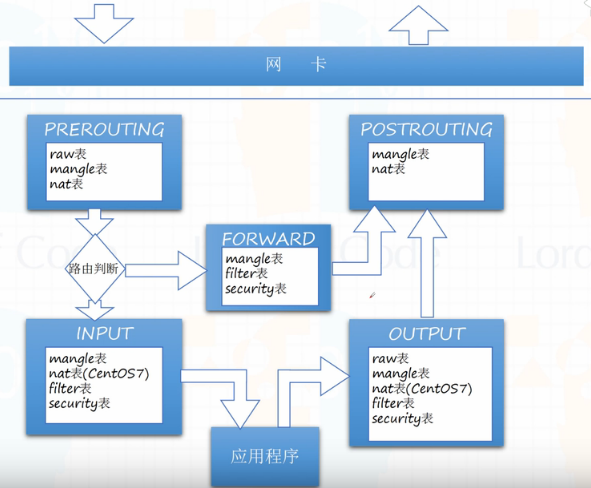 网 卡
PREROUTING
raw表
mangle表
nat表
POSTROUTING
mangle表
nat表
路由判断
FORWARD
mangle表
filter表
security表
INPUT
mangle表
nat表(CentOS7)
filter表
security表
OUTPUT
raw表
mangle表
nat表(CentOS7)
filter表
security表
应用程序